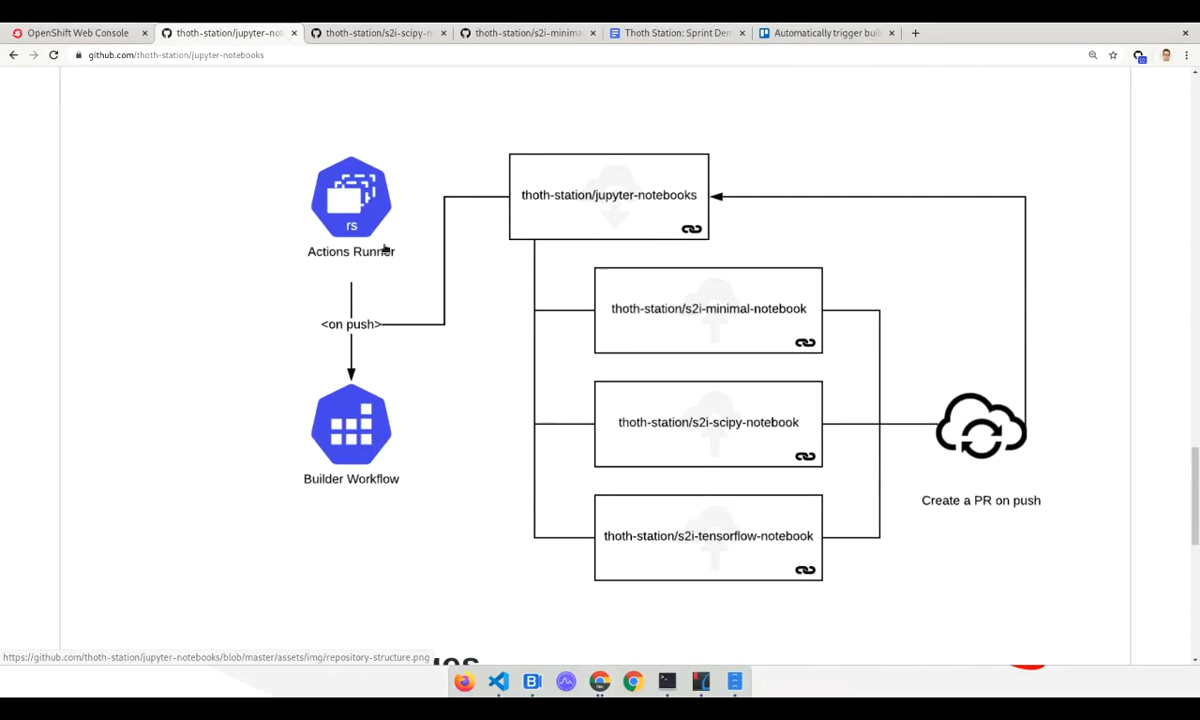 OpenShift Web Console
thoth-station/jupyter-not
thoth-station/s2i-scipy-n
thoth-station/s2i-minima
Thoth Station: Sprint Den
Automatically trigger buil
github.com/thoth-station/jupyter-notebooks
thoth-station/jupyter-notebooks
rs
Actions Runner
thoth-station/s2i-minimal-notebook
<on push>
thoth-station/s2i-scipy-notebook
Builder Workflow
Create a PR on push
thoth-station/s2i-tensorflow-notebook
https://github.com/thoth-station/jupyter-notebooks/blob/master/assets/img/repository-structure.png